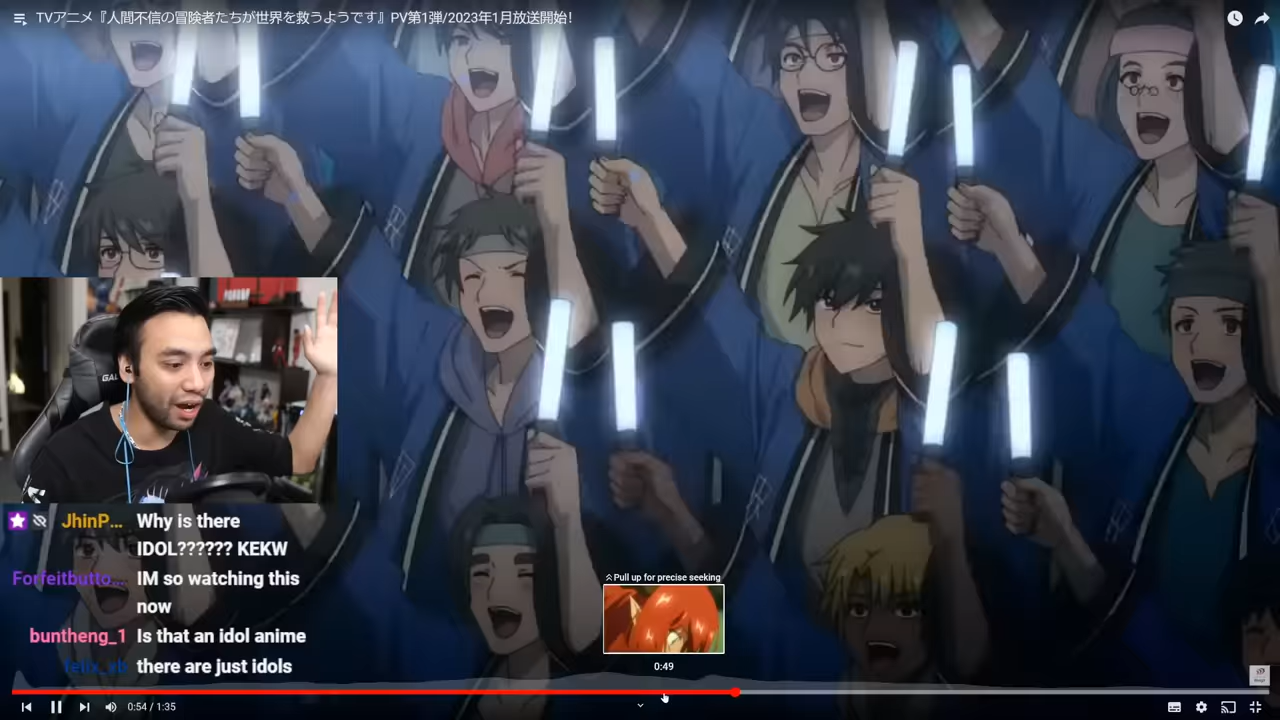 TVアニメ『人間不信の冒険者たちが世界を救うようです』PV第1弾/2023年1月放送開始!
JhinP... Why is there
IDOL?????? KEKW
Forfeitbutto... IM so watching this
now
buntheng_1 Is that an idol anime
felix_xb there are just idols
Pull up for precise seeking
0:49
0:54 / 1:35